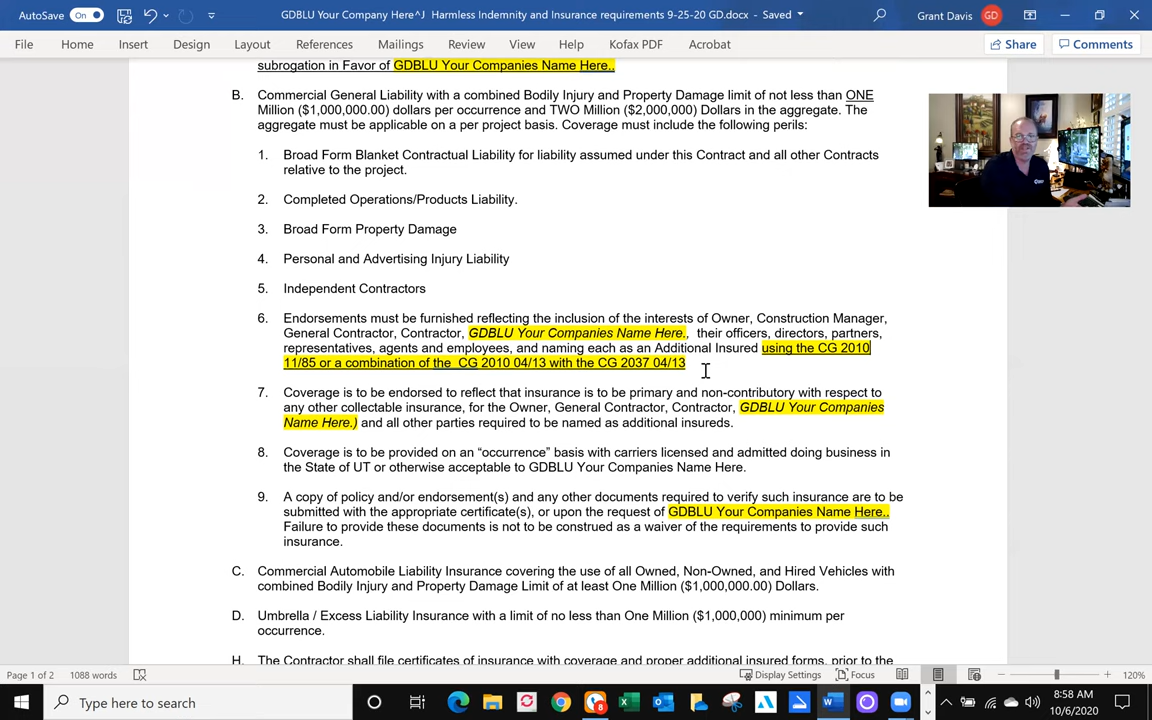 AutoSave On GDBLU Your Company Here^J Harmless Indemnity and Insurance requirements 9-25-20 GD.docx - Saved Grant Davis GD
File Home Insert Design Layout References Mailings Review View Help Kofax PDF Acrobat Share Comments
subrogation in Favor of GDBLU Your Companies Name Here..
B. Commercial General Liability with a combined Bodily Injury and Property Damage limit of not less than ONE
Million ($1,000,000.00) dollars per occurrence and TWO Million ($2,000,000) Dollars in the aggregate. The
aggregate must be applicable on a per project basis. Coverage must include the following perils:
1. Broad Form Blanket Contractual Liability for liability assumed under this Contract and all other Contracts
relative to the project.
2. Completed Operations/Products Liability.
3. Broad Form Property Damage
4. Personal and Advertising Injury Liability
5. Independent Contractors
6. Endorsements must be furnished reflecting the inclusion of the interests of Owner, Construction Manager,
General Contractor, Contractor, GDBLU Your Companies Name Here., their officers, directors, partners,
representatives, agents and employees, and naming each as an Additional Insured using the CG 2010
11/85 or a combination of the CG 2010 04/13 with the CG 2037 04/13
7. Coverage is to be endorsed to reflect that insurance is to be primary and non-contributory with respect to
any other collectable insurance, for the Owner, General Contractor, Contractor, GDBLU Your Companies
Name Here.) and all other parties required to be named as additional insureds.
8. Coverage is to be provided on an “occurrence” basis with carriers licensed and admitted doing business in
the State of UT or otherwise acceptable to GDBLU Your Companies Name Here.
9. A copy of policy and/or endorsement(s) and any other documents required to verify such insurance are to be
submitted with the appropriate certificate(s), or upon the request of GDBLU Your Companies Name Here..
Failure to provide these documents is not to be construed as a waiver of the requirements to provide such
insurance.
C. Commercial Automobile Liability Insurance covering the use of all Owned, Non-Owned, and Hired Vehicles with
combined Bodily Injury and Property Damage Limit of at least One Million ($1,000,000.00) Dollars.
D. Umbrella / Excess Liability Insurance with a limit of no less than One Million ($1,000,000) minimum per
occurrence.
H. The Contractor shall file certificates of insurance with coverage and proper additional insured forms, prior to the
Page 1 of 2 1088 words Display Settings Focus 120%
Type here to search 8:58 AM
10/6/2020